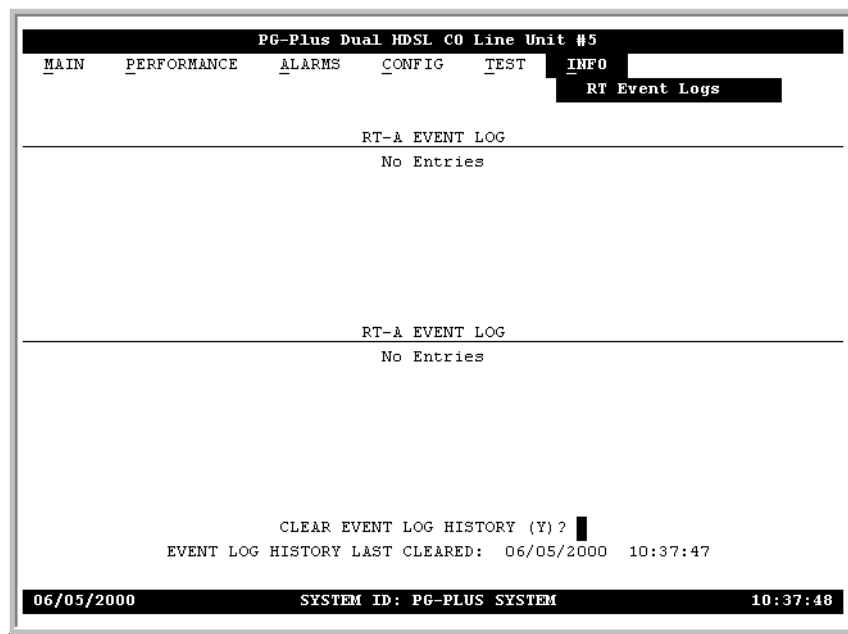 PG-Plus Dual HDSL CO Line Unit #5
MAIN PERFORMANCE ALARMS CONFIG TEST INFO
RT Event Logs
RT-A EVENT LOG
No Entries
RT-A EVENT LOG
No Entries
CLEAR EVENT LOG HISTORY (Y)?
EVENT LOG HISTORY LAST CLEARED: 06/05/2000 10:37:47
06/05/2000 SYSTEM ID: PG-PLUS SYSTEM 10:37:48